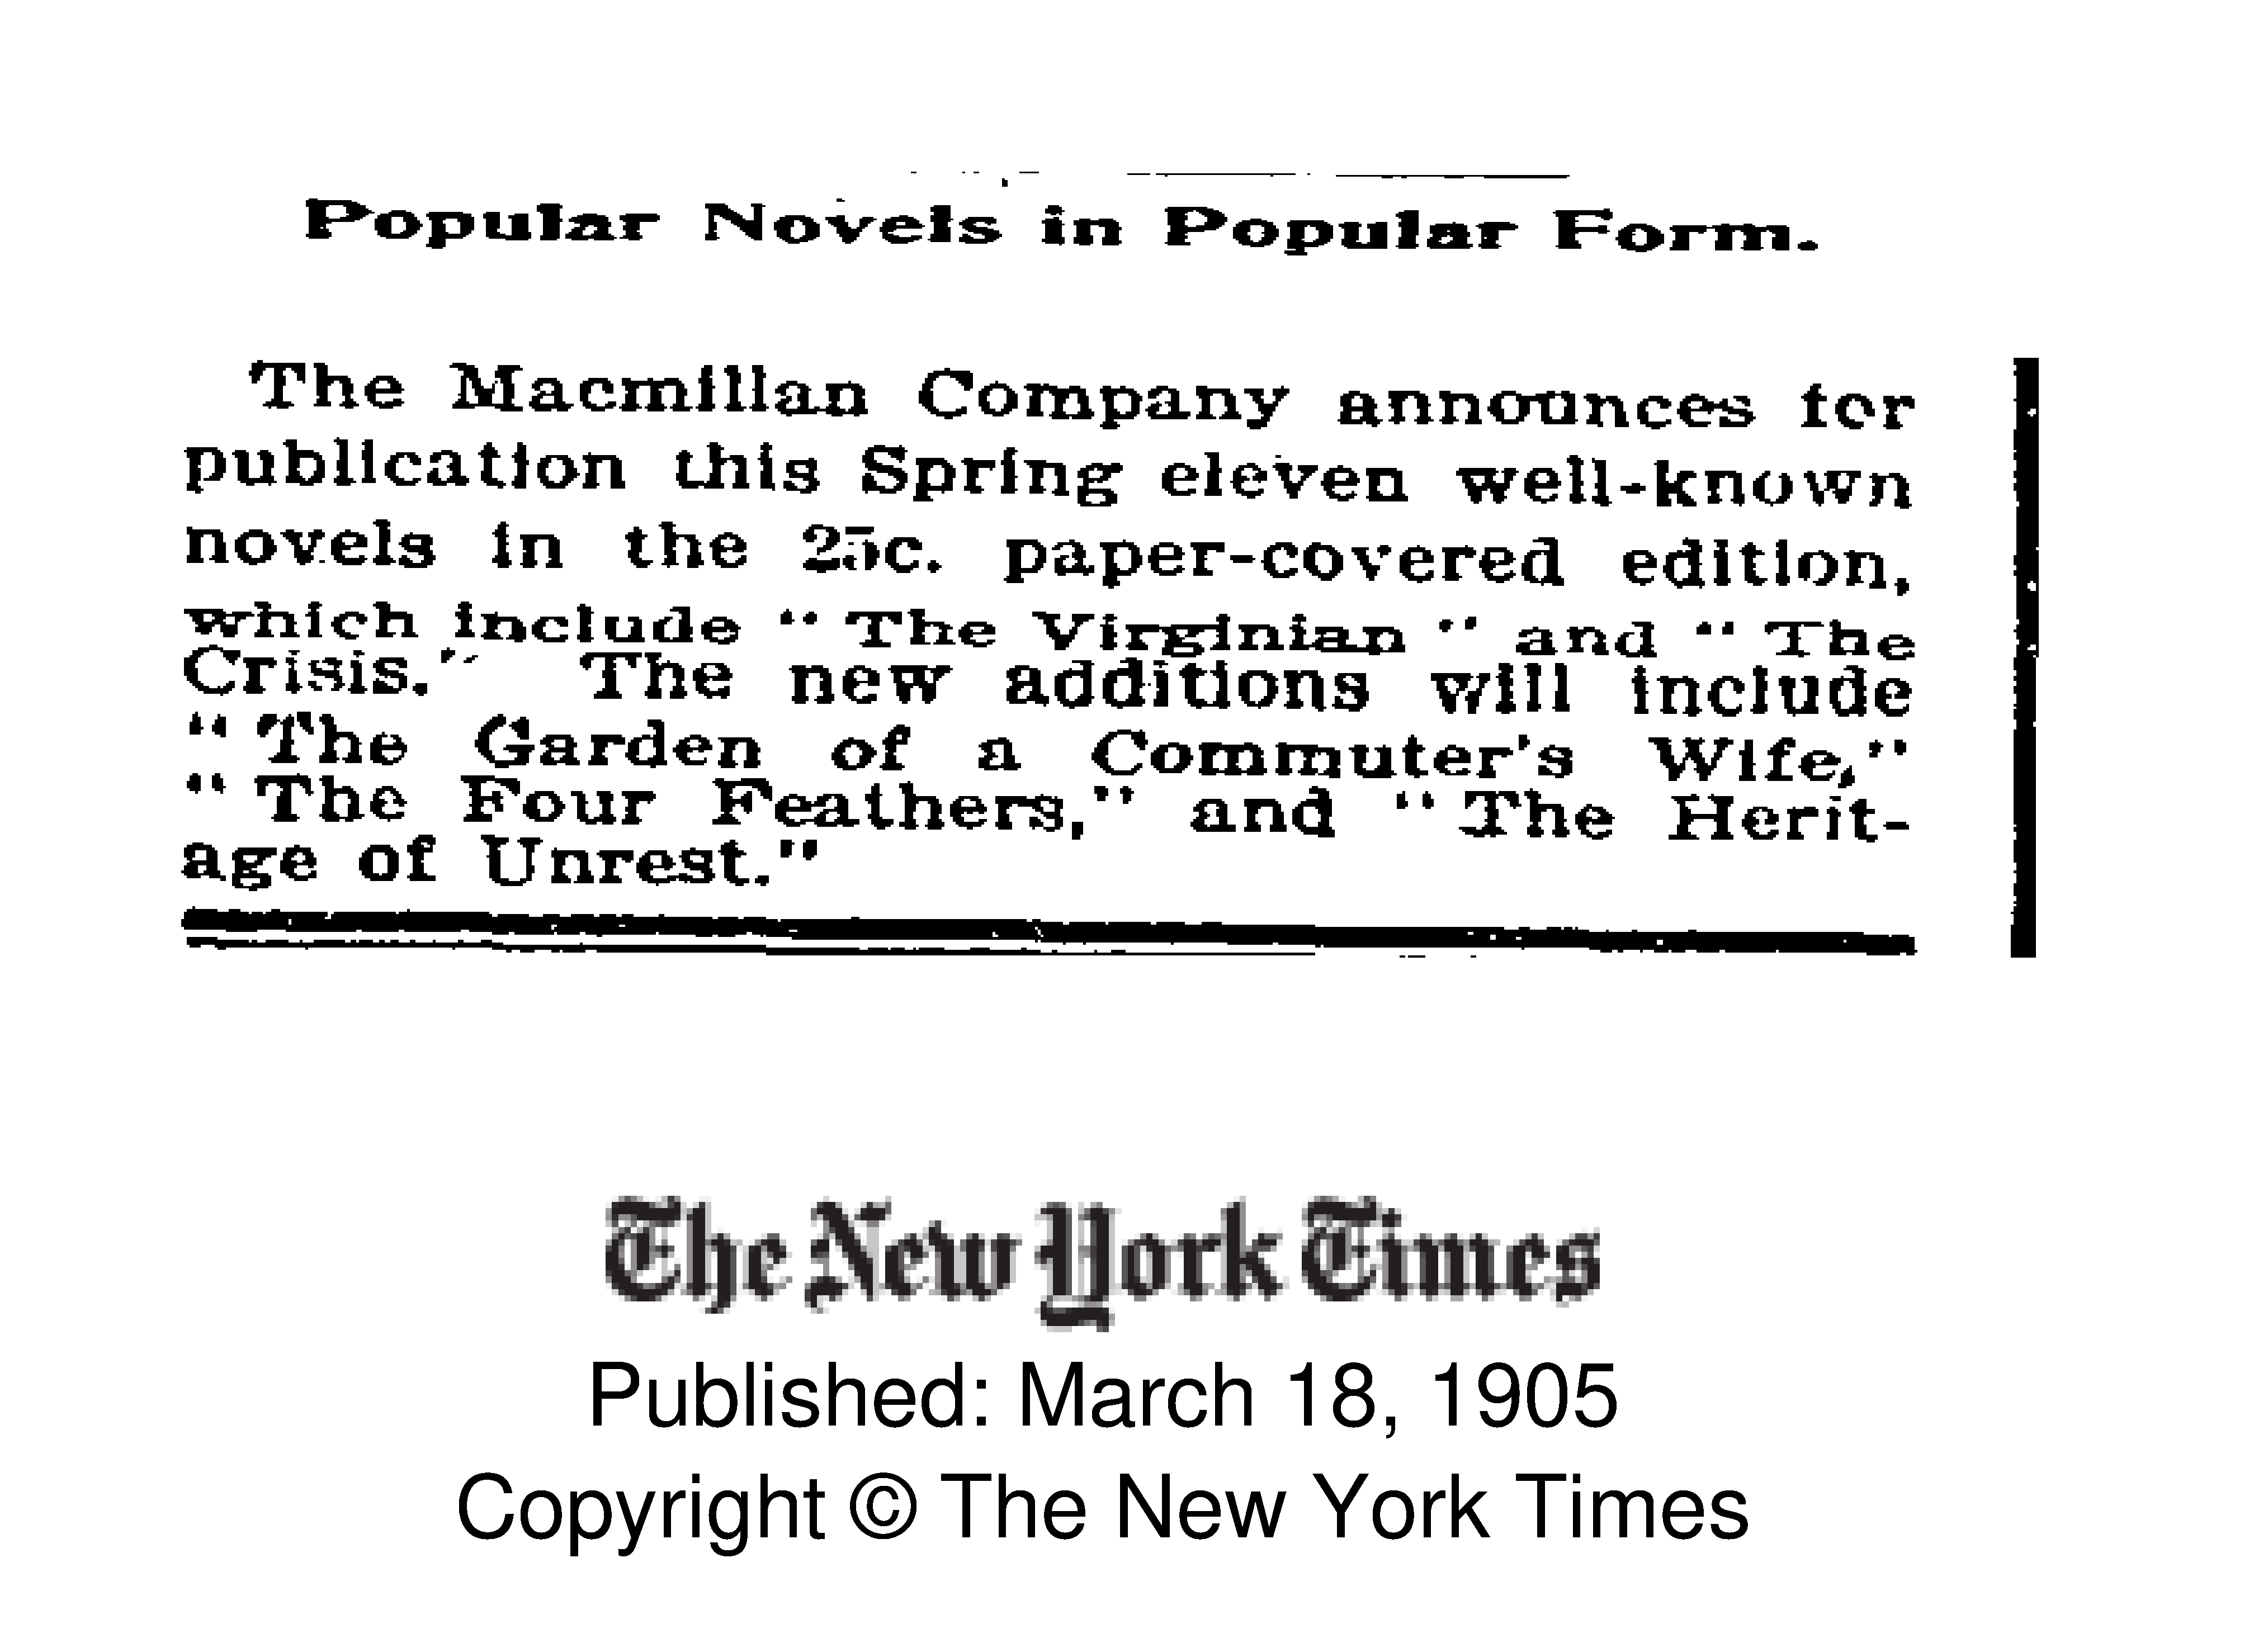 Popular Novels in Popular Form.
The Macmillan Company announces for
publication this Spring eleven well-known
novels in the 25c. paper-covered edition,
which include “ The Virginian ” and “ The
Crisis.” The new additions will include
“ The Garden of a Commuter's Wife,”
“ The Four Feathers,” and “ The Herit-
age of Unrest.”
The New York Times
Published: March 18, 1905
Copyright © The New York Times